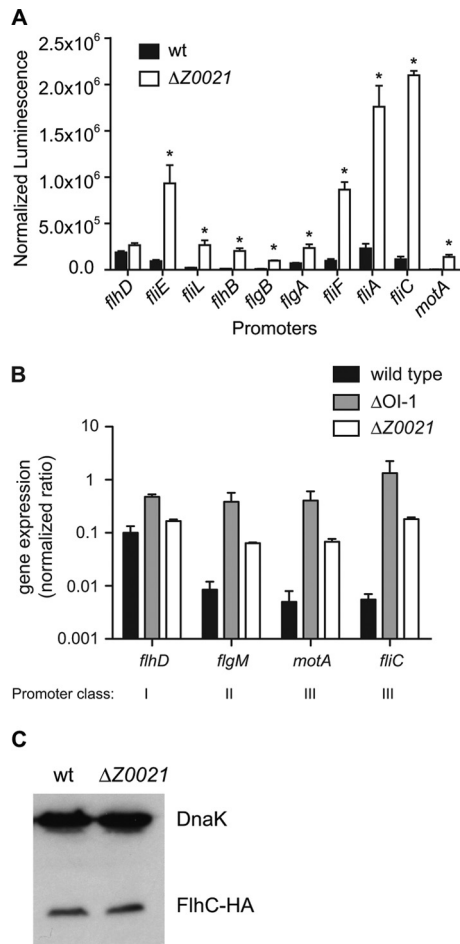 A
wt
ΔZ0021
Normalized Luminescence
2.5x10⁶
2.0x10⁶
1.5x10⁶
1.0x10⁶
5.0x10⁵
0.0
* * * * * * * * *
flhD fliE fliL flhB flgB flgA fliF fliA fliC motA
Promoters
B
wild type
ΔOI-1
ΔZ0021
gene expression
(normalized ratio)
10
1
0.1
0.01
0.001
flhD flgM motA fliC
Promoter class: I II III III
C
wt ΔZ0021
DnaK
FlhC-HA